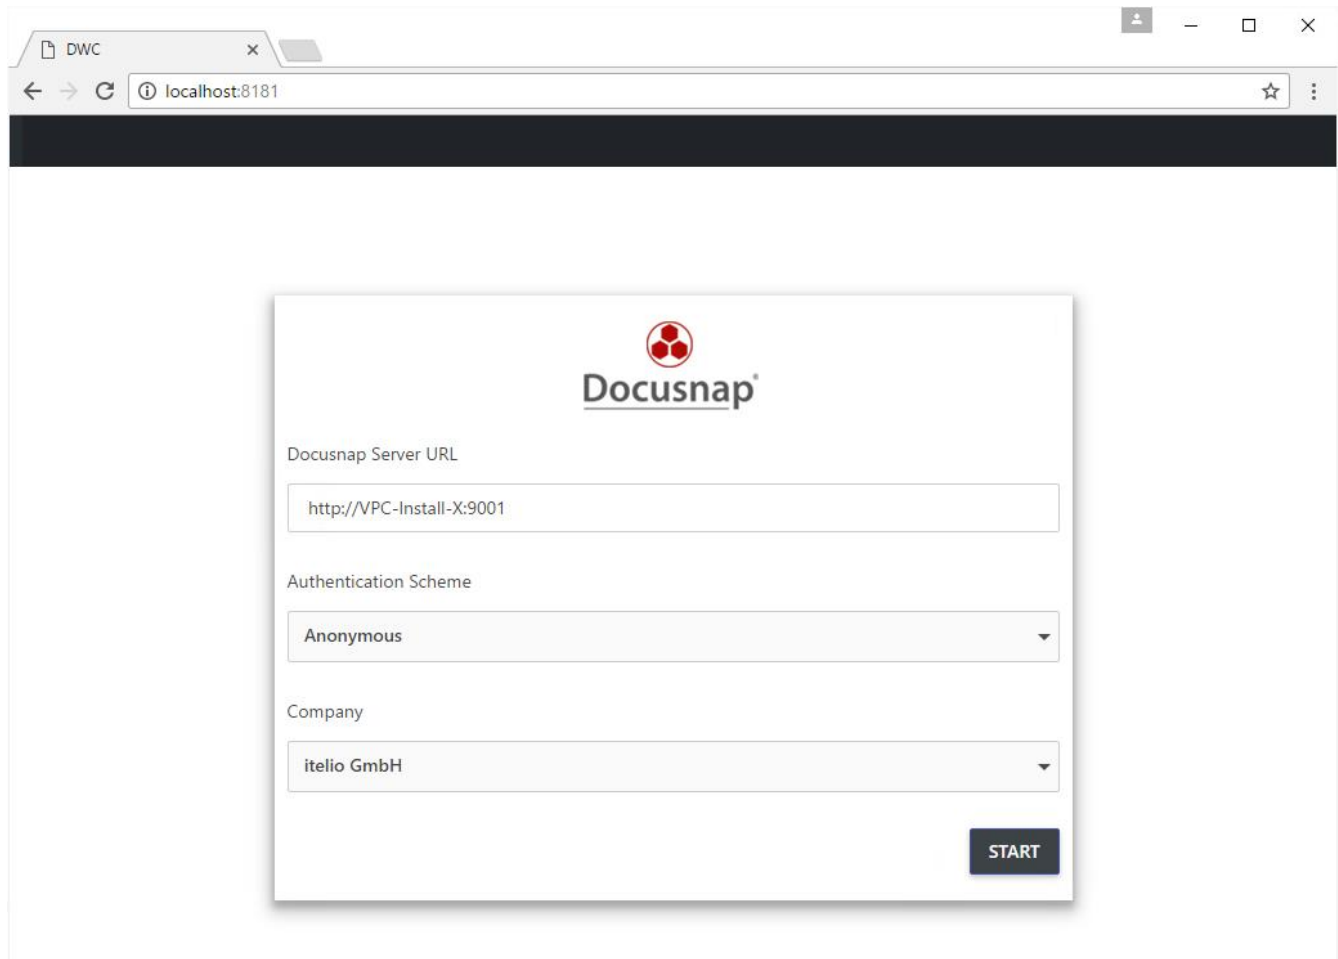 DWC
localhost:8181
Docusnap®
Docusnap Server URL
http://VPC-Install-X:9001
Authentication Scheme
Anonymous
Company
itelio GmbH
START